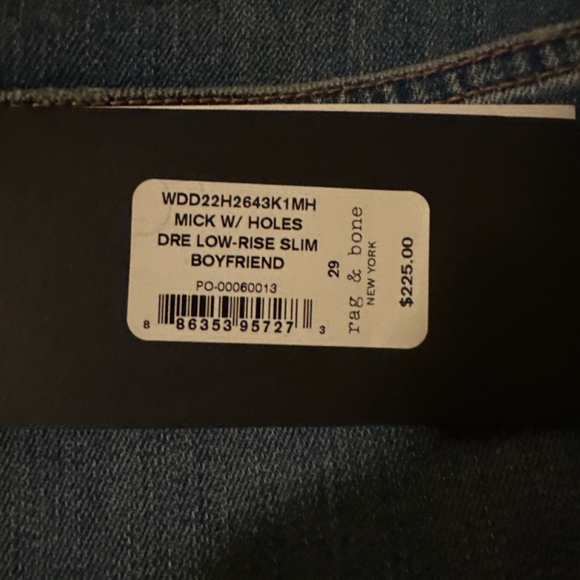 WDD22H2643K1MH
MICK W/ HOLES
DRE LOW-RISE SLIM
BOYFRIEND
PO-00060013
8 86353 95727 3
29
rag & bone
NEW YORK
$225.00